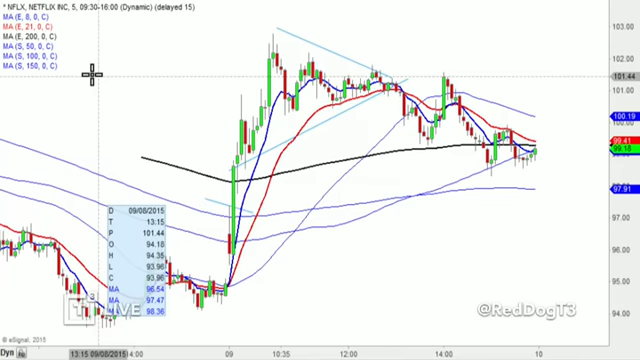 * NFLX, NETFLIX INC, 5, 09:30-16:00 (Dynamic) (delayed 15)
MA (E, 8, 0, C)
MA (E, 21, 0, C)
MA (E, 200, 0, C)
MA (S, 50, 0, C)
MA (S, 100, 0, C)
MA (S, 150, 0, C)
103.00
102.00
101.44
101.00
100.19
100.00
99.41
99.18
97.91
97.00
96.00
95.00
94.00
D 09/08/2015
T 13:15
P 101.44
O 94.18
H 94.35
L 93.96
C 93.96
MA 96.54
MA 97.47
MA 98.36
LIVE
@RedDogT3
© eSignal, 2015
Dyn 13:15 09/08/2015 14:00 09 10:35 12:00 14:00 10